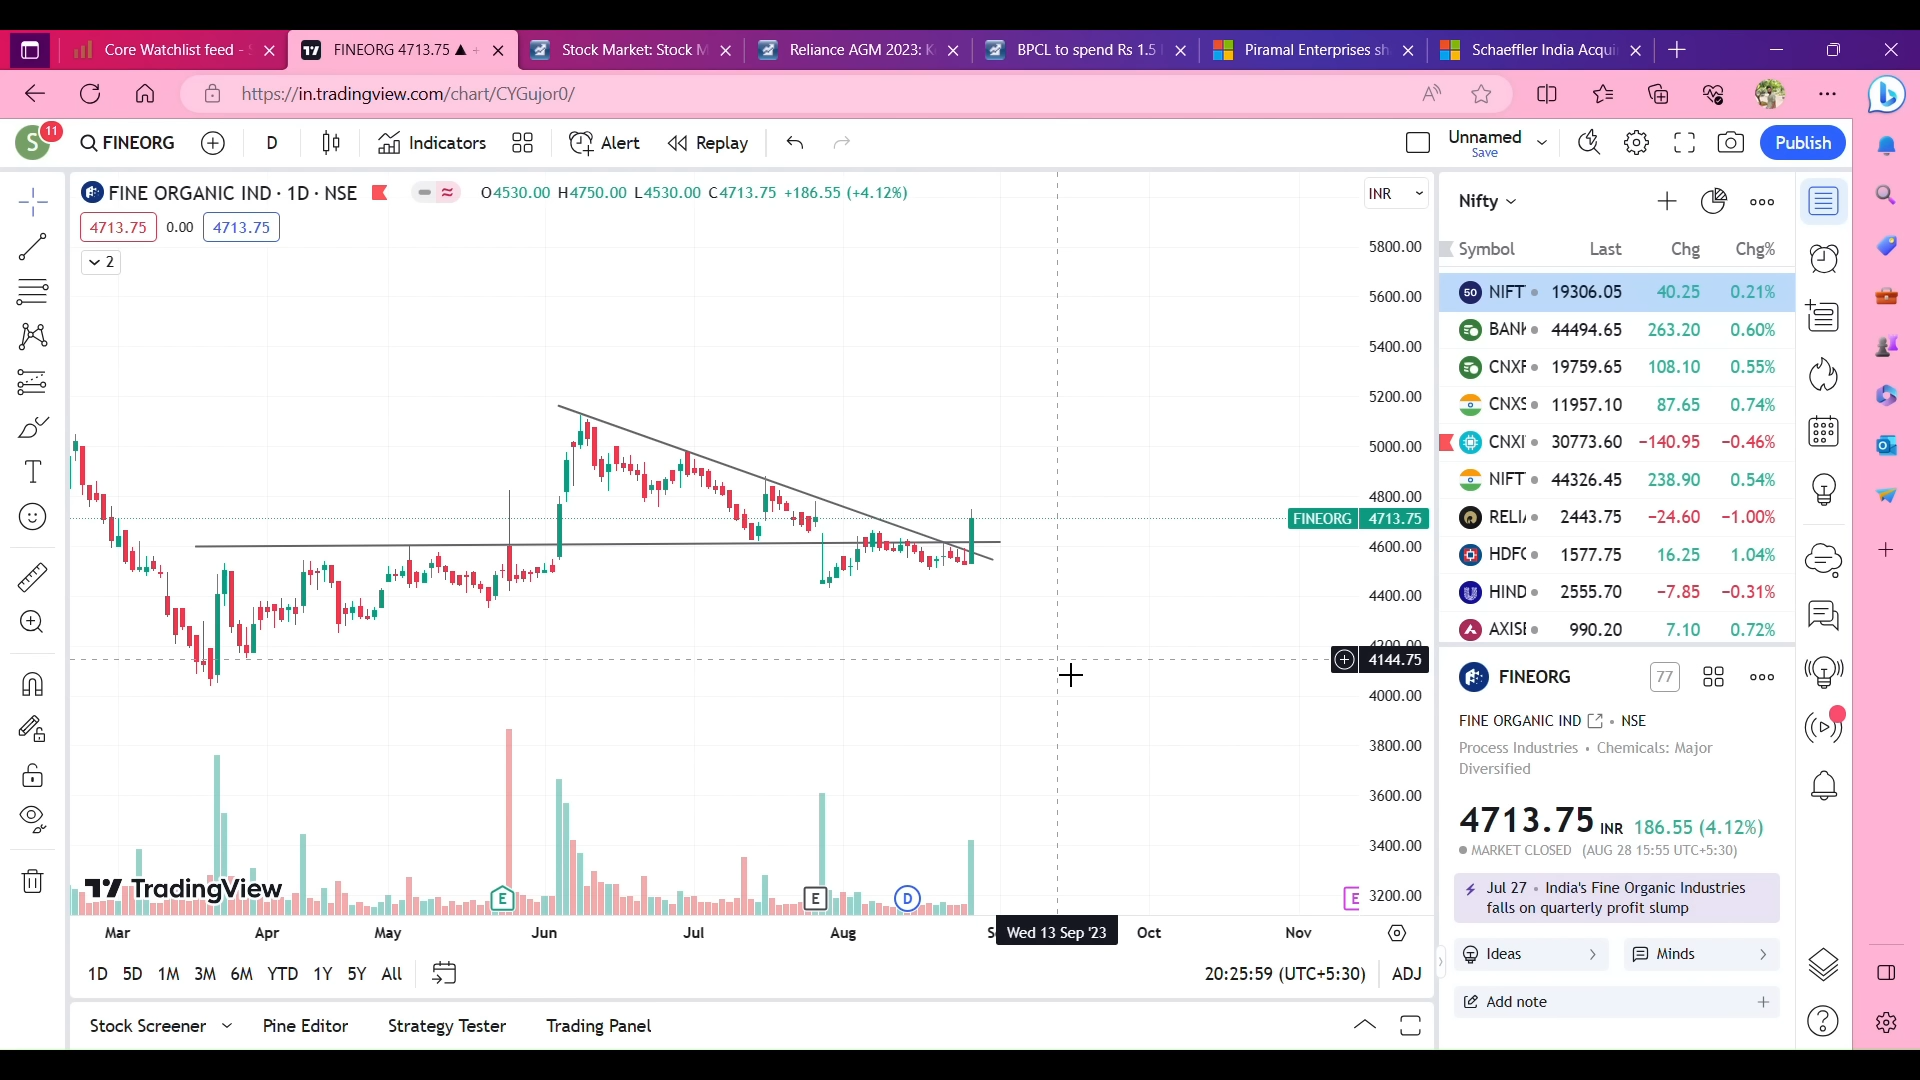 Core Watchlist feed -
FINEORG 4713.75 ▲ +
Stock Market: Stock M
Reliance AGM 2023: K
BPCL to spend Rs 1.5
Piramal Enterprises sh
Schaeffler India Acqui
https://in.tradingview.com/chart/CYGujor0/
S 11
FINEORG
D
Indicators
Alert
Replay
Unnamed
Save
Publish
FINE ORGANIC IND · 1D · NSE
O4530.00 H4750.00 L4530.00 C4713.75 +186.55 (+4.12%)
INR
4713.75 0.00 4713.75
2
5800.00
5600.00
5400.00
5200.00
5000.00
4800.00
FINEORG 4713.75
4600.00
4400.00
4200.00
4144.75
4000.00
3800.00
3600.00
3400.00
3200.00
TradingView
E E D E
Mar Apr May Jun Jul Aug Wed 13 Sep '23 Oct Nov
1D 5D 1M 3M 6M YTD 1Y 5Y All
20:25:59 (UTC+5:30) ADJ
Stock Screener Pine Editor Strategy Tester Trading Panel
Nifty
Symbol Last Chg Chg%
50 NIFT 19306.05 40.25 0.21%
BANK 44494.65 263.20 0.60%
CNXF 19759.65 108.10 0.55%
CNXS 11957.10 87.65 0.74%
CNXI 30773.60 −140.95 −0.46%
NIFT 44326.45 238.90 0.54%
RELI 2443.75 −24.60 −1.00%
HDFC 1577.75 16.25 1.04%
HIND 2555.70 −7.85 −0.31%
AXISE 990.20 7.10 0.72%
FINEORG 77
FINE ORGANIC IND • NSE
Process Industries • Chemicals: Major
Diversified
4713.75 INR 186.55 (4.12%)
MARKET CLOSED (AUG 28 15:55 UTC+5:30)
Jul 27 • India's Fine Organic Industries
falls on quarterly profit slump
Ideas
Minds
Add note